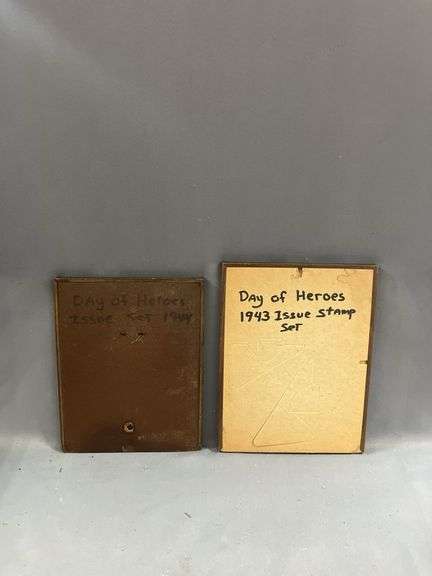 Day of Heroes
Issue Set 1944
Day of Heroes
1943 Issue Stamp
Set